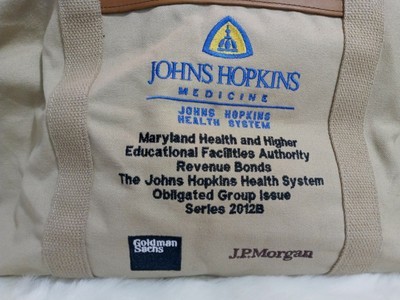 JOHNS HOPKINS
MEDICINE
JOHNS HOPKINS
HEALTH SYSTEM
Maryland Health and Higher
Educational Facilities Authority
Revenue Bonds
The Johns Hopkins Health System
Obligated Group Issue
Series 2012B
Goldman
Sachs
J.P.Morgan